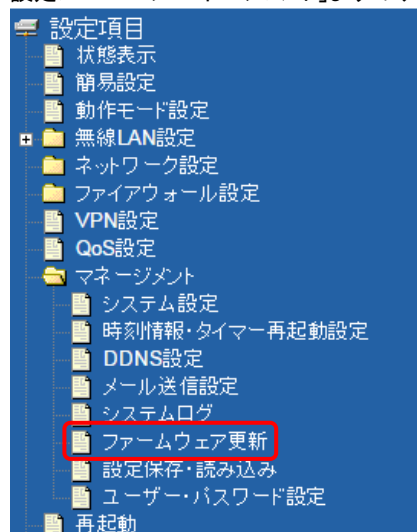 設定項目
状態表示
簡易設定
動作モード設定
無線LAN設定
ネットワーク設定
ファイアウォール設定
VPN設定
QoS設定
マネージメント
システム設定
時刻情報・タイマー再起動設定
DDNS設定
メール送信設定
システムログ
ファームウェア更新
設定保存・読み込み
ユーザー・パスワード設定
再起動